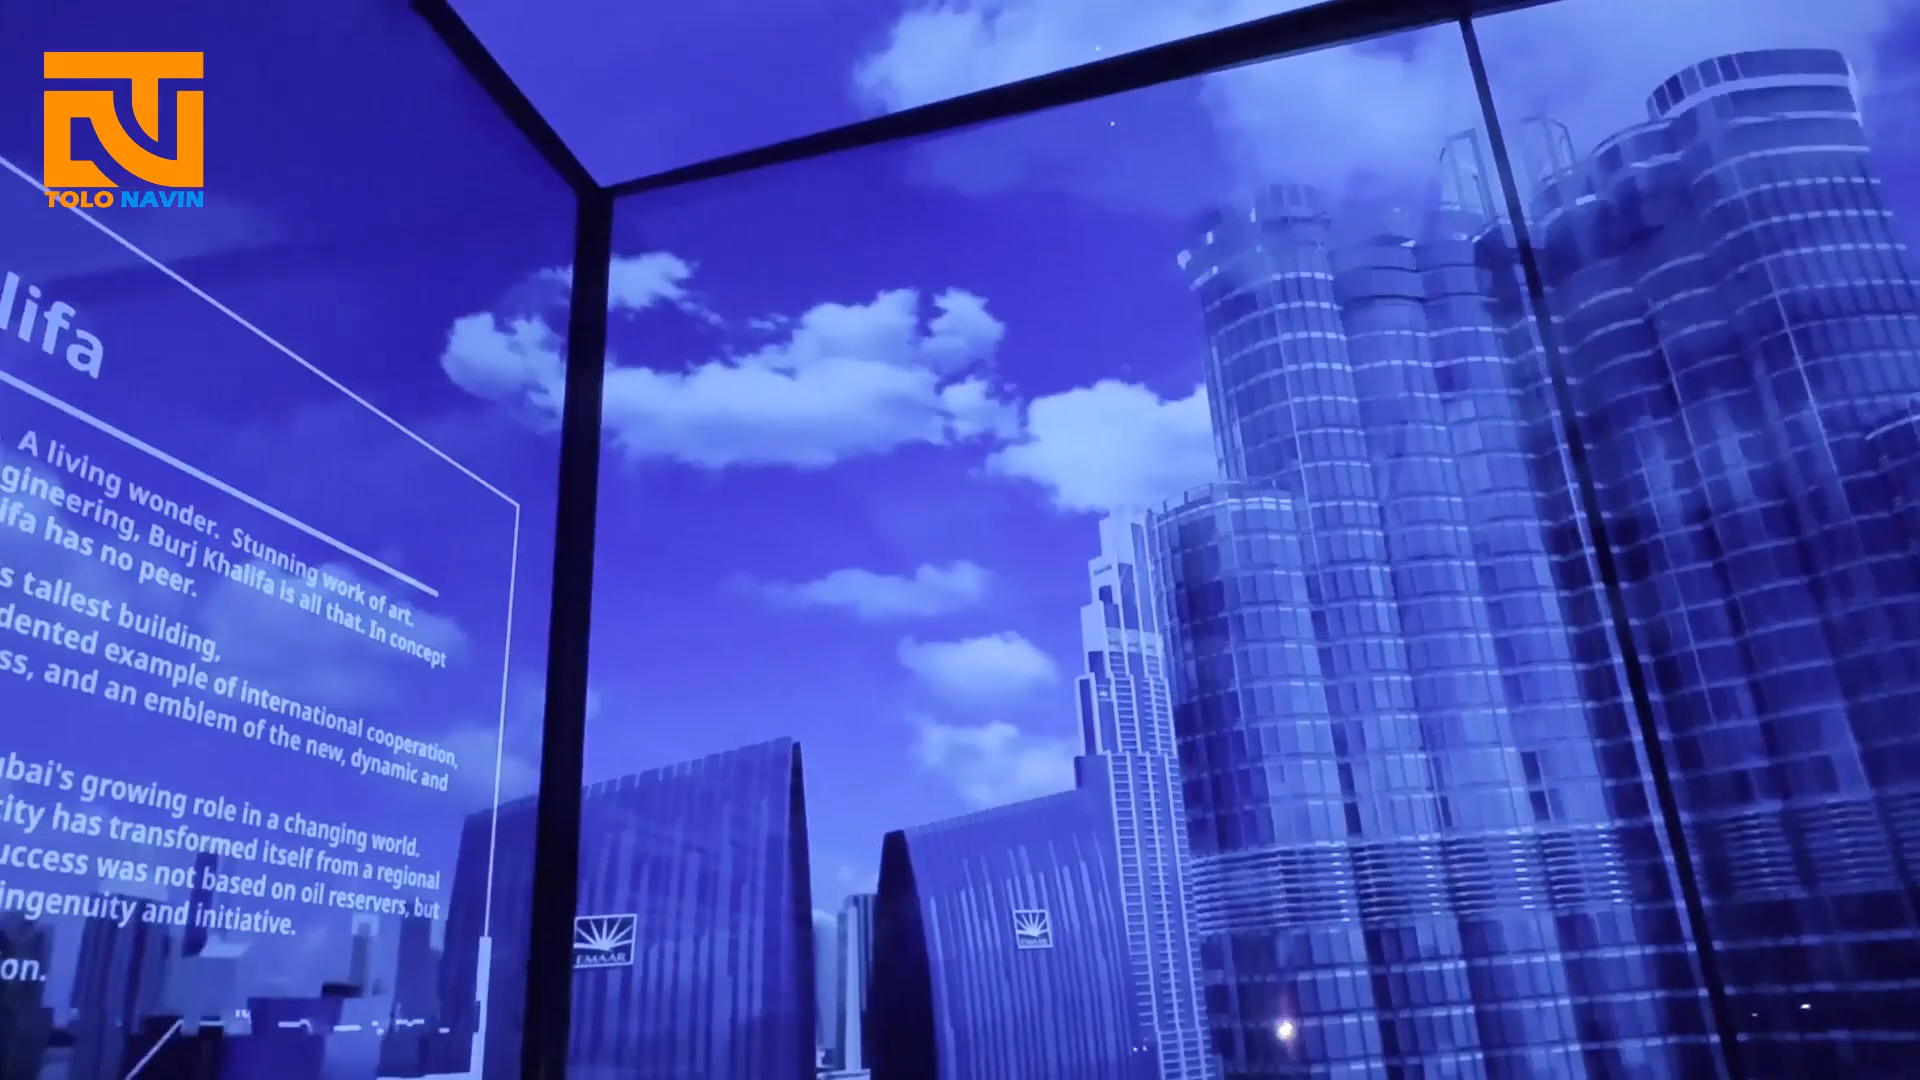 TOLO NAVIN
lifa
A living wonder. Stunning work of art.
gineering, Burj Khalifa is all that. In concept
ifa has no peer.
s tallest building,
dented example of international cooperation,
ss, and an emblem of the new, dynamic and
ubai's growing role in a changing world.
city has transformed itself from a regional
uccess was not based on oil reservers, but
ingenuity and initiative.
on.
EMAAR
EMAAR